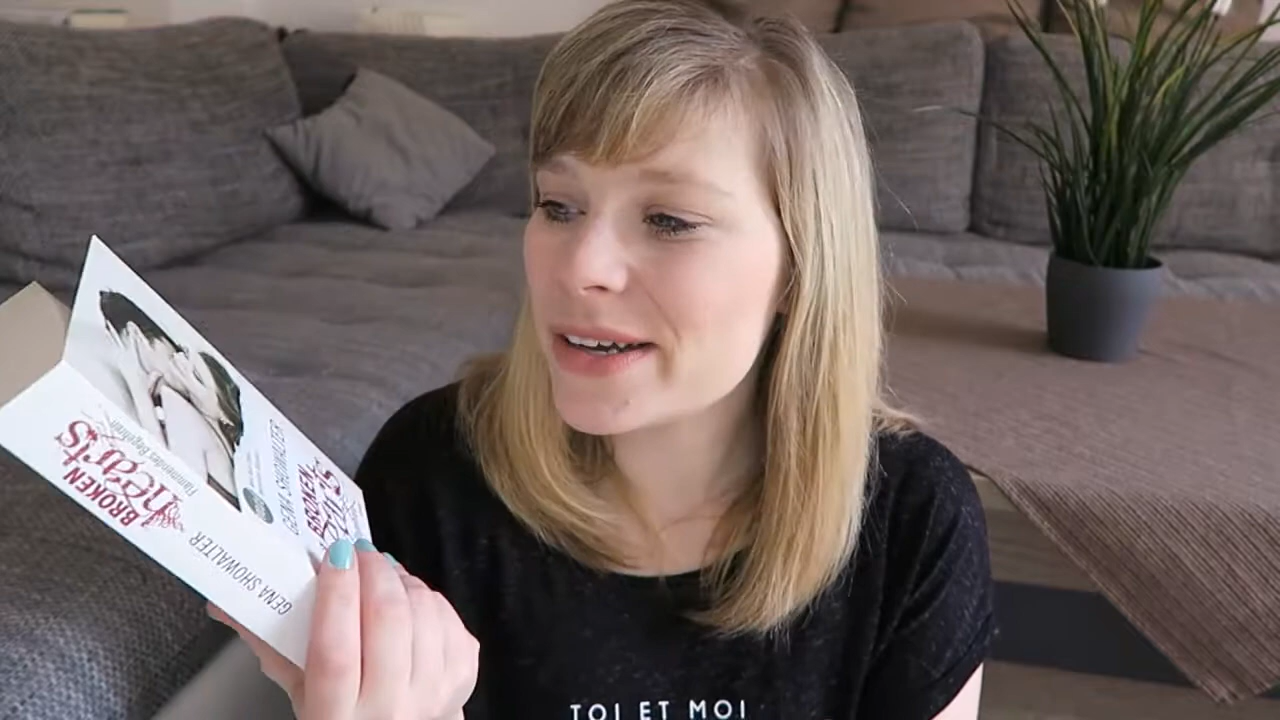 BROKEN
hearts
Flammendes Begehren
GENA SHOWALTER
GENA SHOWALTER
BROKEN
hearts
TOI ET MOI